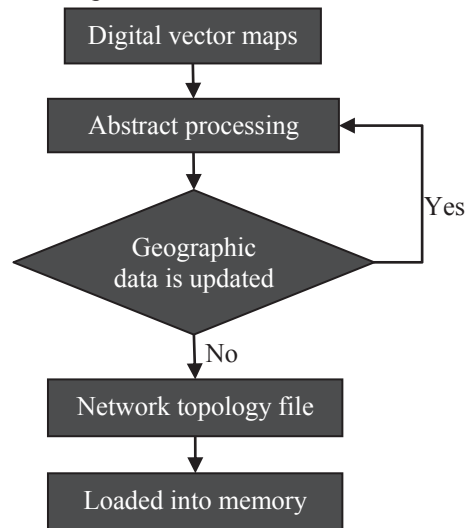 Digital vector maps
Abstract processing
Yes
Geographic
data is updated
No
Network topology file
Loaded into memory